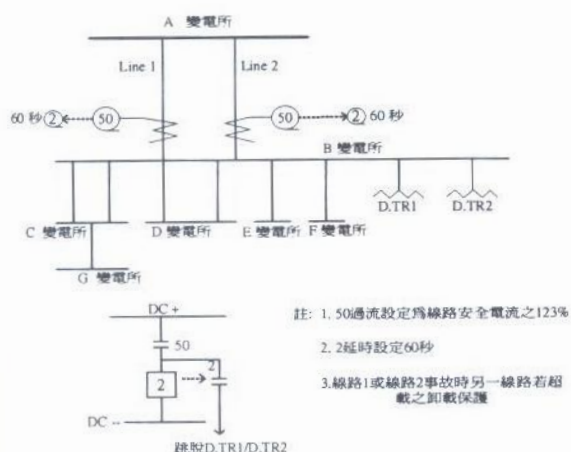 A 變電所
Line 1
Line 2
60 秒
2
50
50
2
60 秒
B 變電所
D.TR1
D.TR2
C 變電所
D 變電所
E 變電所
F 變電所
G 變電所
DC +
50
2
2
DC --
跳脫D.TR1/D.TR2
註: 1. 50過流設定爲線路安全電流之123%
2. 2延時設定60秒
3.線路1或線路2事故時另一線路若超
載之卸載保護